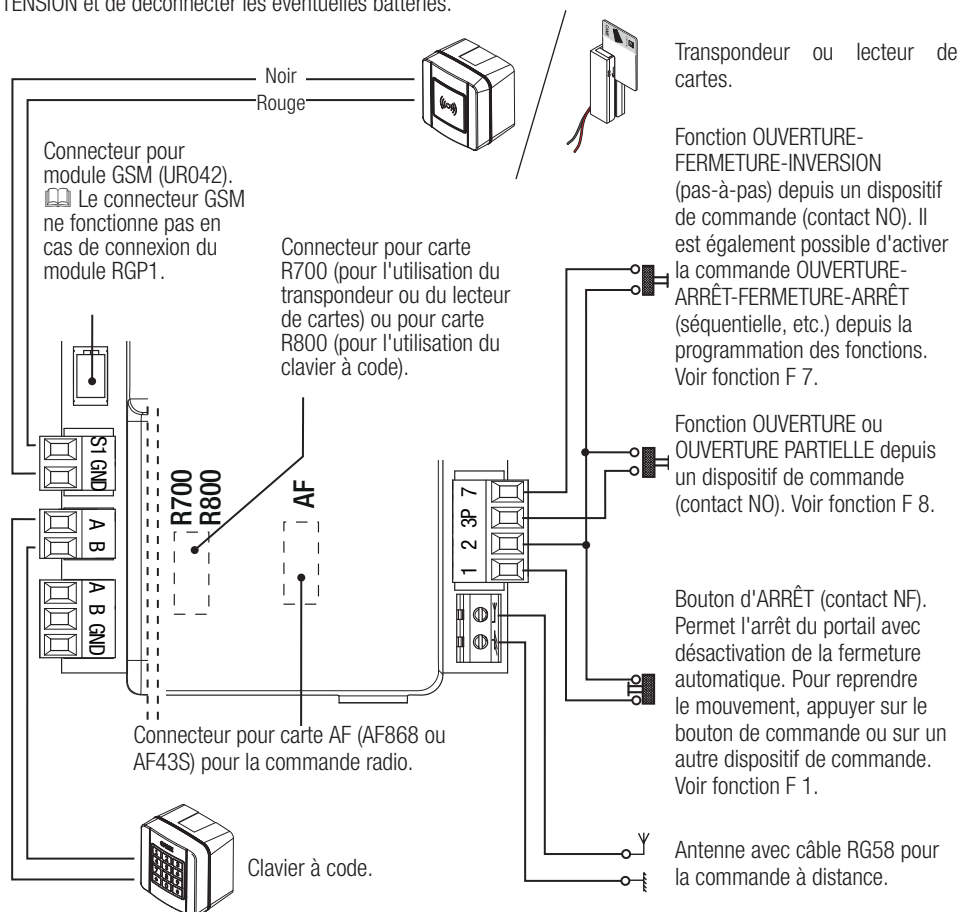 TENSION et de déconnecter les éventuelles batteries.
Noir
Rouge
Transpondeur ou lecteur de
cartes.
Connecteur pour
module GSM (UR042).
Le connecteur GSM
ne fonctionne pas en
cas de connexion du
module RGP1.
Connecteur pour carte
R700 (pour l'utilisation du
transpondeur ou du lecteur
de cartes) ou pour carte
R800 (pour l'utilisation du
clavier à code).
Fonction OUVERTURE-
FERMETURE-INVERSION
(pas-à-pas) depuis un dispositif
de commande (contact NO). Il
est également possible d'activer
la commande OUVERTURE-
ARRÊT-FERMETURE-ARRÊT
(séquentielle, etc.) depuis la
programmation des fonctions.
Voir fonction F 7.
Fonction OUVERTURE ou
OUVERTURE PARTIELLE depuis
un dispositif de commande
(contact NO). Voir fonction F 8.
S1 GND
A B
A B GND
R700
R800
AF
1 2 3P 7
Bouton d'ARRÊT (contact NF).
Permet l'arrêt du portail avec
désactivation de la fermeture
automatique. Pour reprendre
le mouvement, appuyer sur le
bouton de commande ou sur un
autre dispositif de commande.
Voir fonction F 1.
Connecteur pour carte AF (AF868 ou
AF43S) pour la commande radio.
Clavier à code.
Antenne avec câble RG58 pour
la commande à distance.